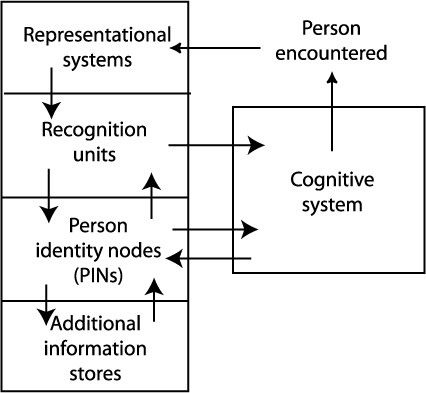 Representational
systems
Person
encountered
Recognition
units
Cognitive
system
Person
identity nodes
(PINs)
Additional
information
stores